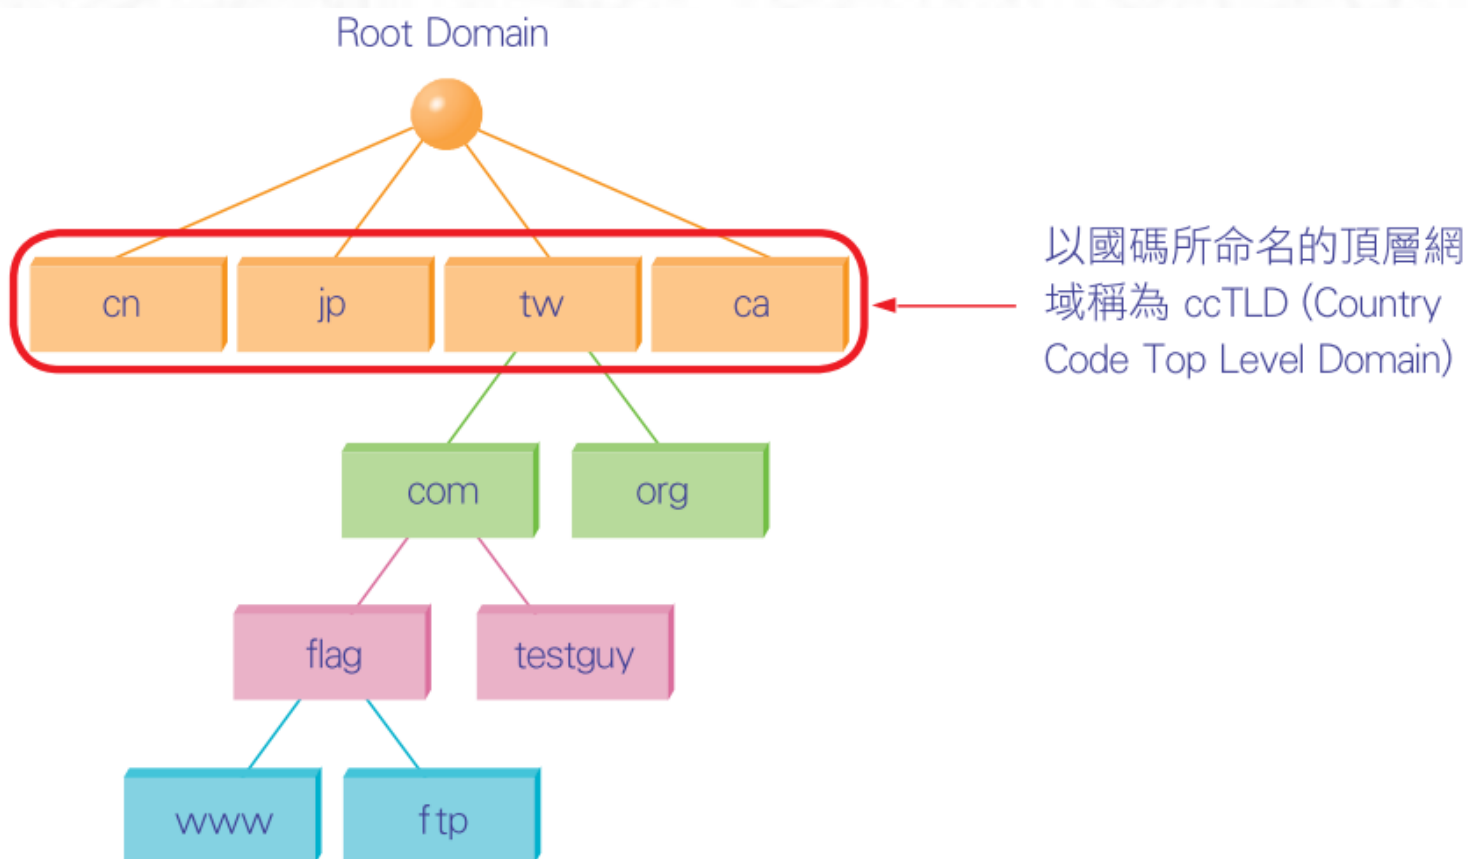 Root Domain
cn jp tw ca
以國碼所命名的頂層網
域稱為 ccTLD (Country
Code Top Level Domain)
com org
flag testguy
www ftp